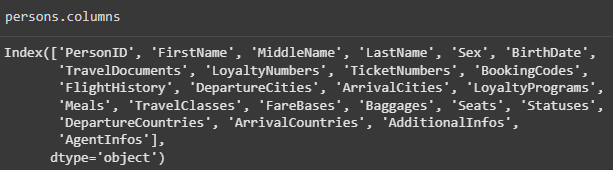 persons.columns
Index(['PersonID', 'FirstName', 'MiddleName', 'LastName', 'Sex', 'BirthDate',
'TravelDocuments', 'LoyaltyNumbers', 'TicketNumbers', 'BookingCodes',
'FlightHistory', 'DepartureCities', 'ArrivalCities', 'LoyaltyPrograms',
'Meals', 'TravelClasses', 'FareBases', 'Baggages', 'Seats', 'Statuses',
'DepartureCountries', 'ArrivalCountries', 'AdditionalInfos',
'AgentInfos'],
dtype='object')